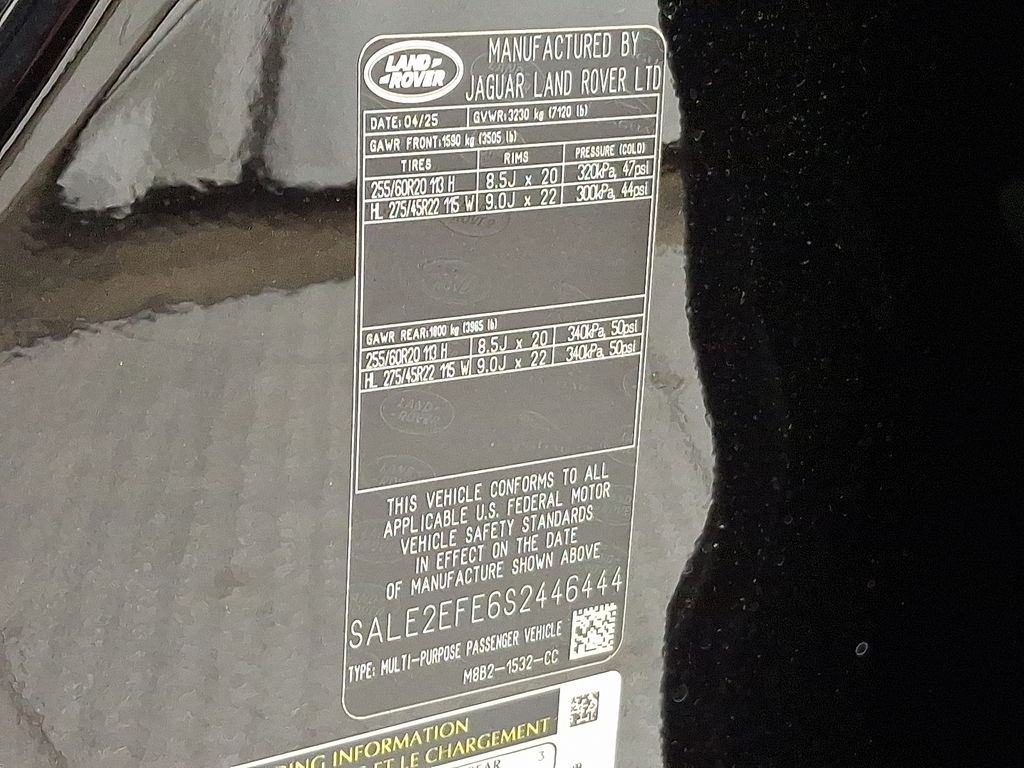 LAND-
-ROVER
MANUFACTURED BY
JAGUAR LAND ROVER LTD
DATE: 04/25 GVWR: 3230 kg (7120 lb)
GAWR FRONT: 1590 kg (3505 lb)
TIRES RIMS PRESSURE (COLD)
255/60R20 113 H 8.5J x 20 320kPa, 47psi
HL 275/45R22 115 W 9.0J x 22 300kPa, 44psi
GAWR REAR: 1800 kg (3965 lb)
255/60R20 113 H 8.5J x 20 340kPa, 50psi
HL 275/45R22 115 W 9.0J x 22 340kPa, 50psi
THIS VEHICLE CONFORMS TO ALL
APPLICABLE U.S. FEDERAL MOTOR
VEHICLE SAFETY STANDARDS
IN EFFECT ON THE DATE
OF MANUFACTURE SHOWN ABOVE
SALE2EFE6S2446444
TYPE: MULTI-PURPOSE PASSENGER VEHICLE
M8B2-1532-CC
INFORMATION
ET LE CHARGEMENT
3